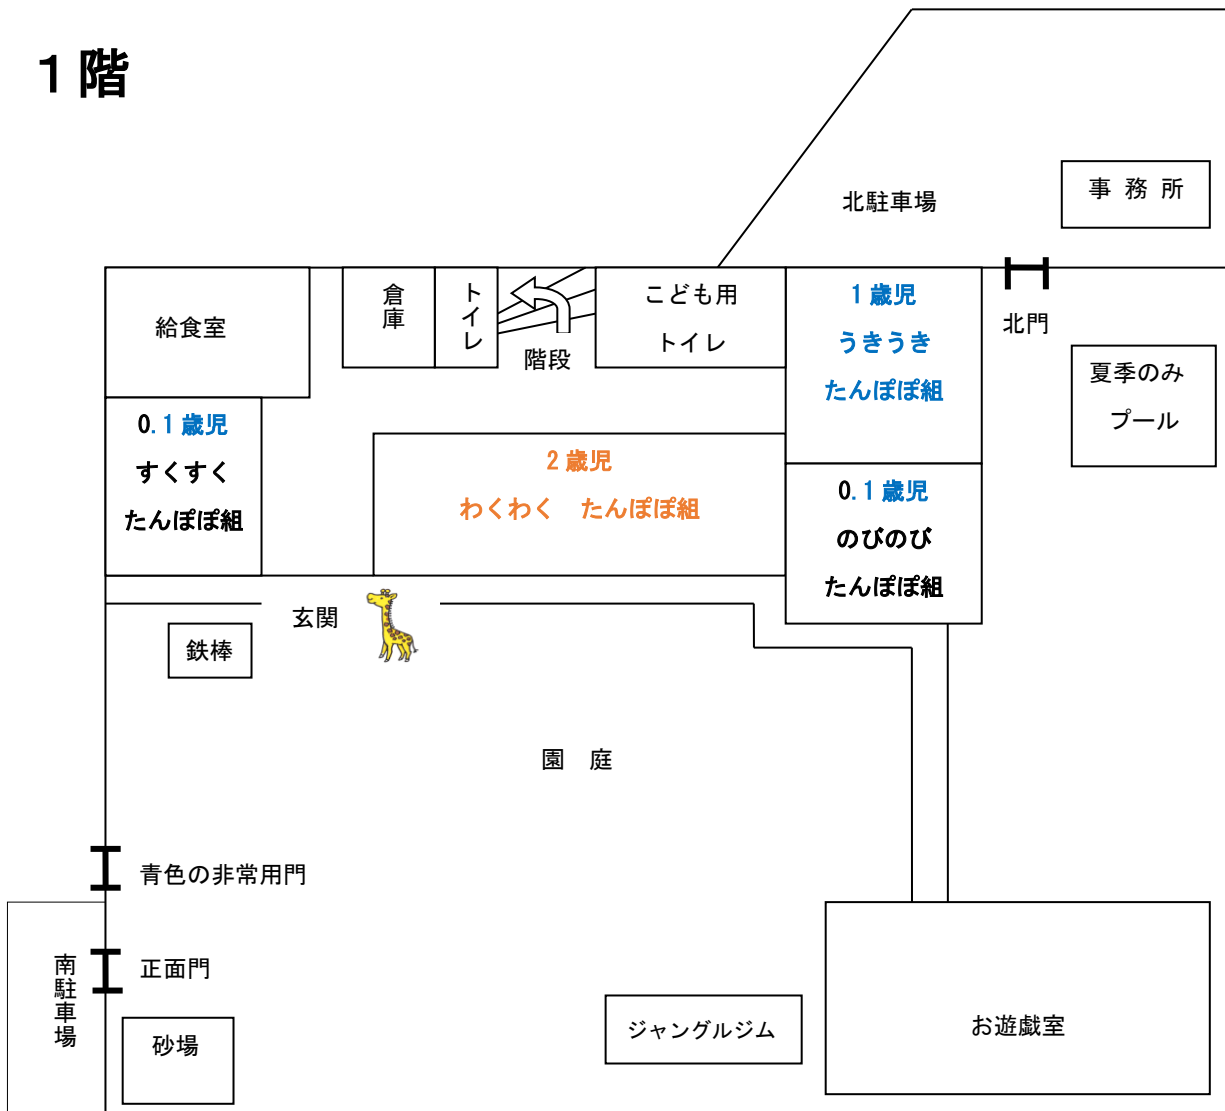 1階
事 務 所
北駐車場
給食室
倉庫
トイレ
階段
こども用
トイレ
1歳児
うきうき
たんぽぽ組
北門
夏季のみ
プール
0.1歳児
すくすく
たんぽぽ組
2歳児
わくわく　たんぽぽ組
0.1歳児
のびのび
たんぽぽ組
玄関
鉄棒
園　庭
青色の非常用門
南駐車場
正面門
砂場
ジャングルジム
お遊戯室